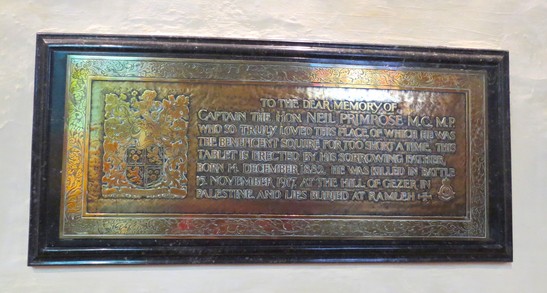 TO THE DEAR MEMORY OF
CAPTAIN THE HON. NEIL PRIMROSE M.C. M.P.
WHO SO TRULY LOVED THIS PLACE OF WHICH HE WAS
THE BENIFICENT SQUIRE FOR TOO SHORT A TIME. THIS
TABLET IS ERECTED BY HIS SORROWING FATHER.
BORN 14. DECEMBER 1882. HE WAS KILLED IN BATTLE
15. NOVEMBER 1917. AT THE HILL OF GEZER IN
PALESTINE AND LIES BURIED AT RAMLEH